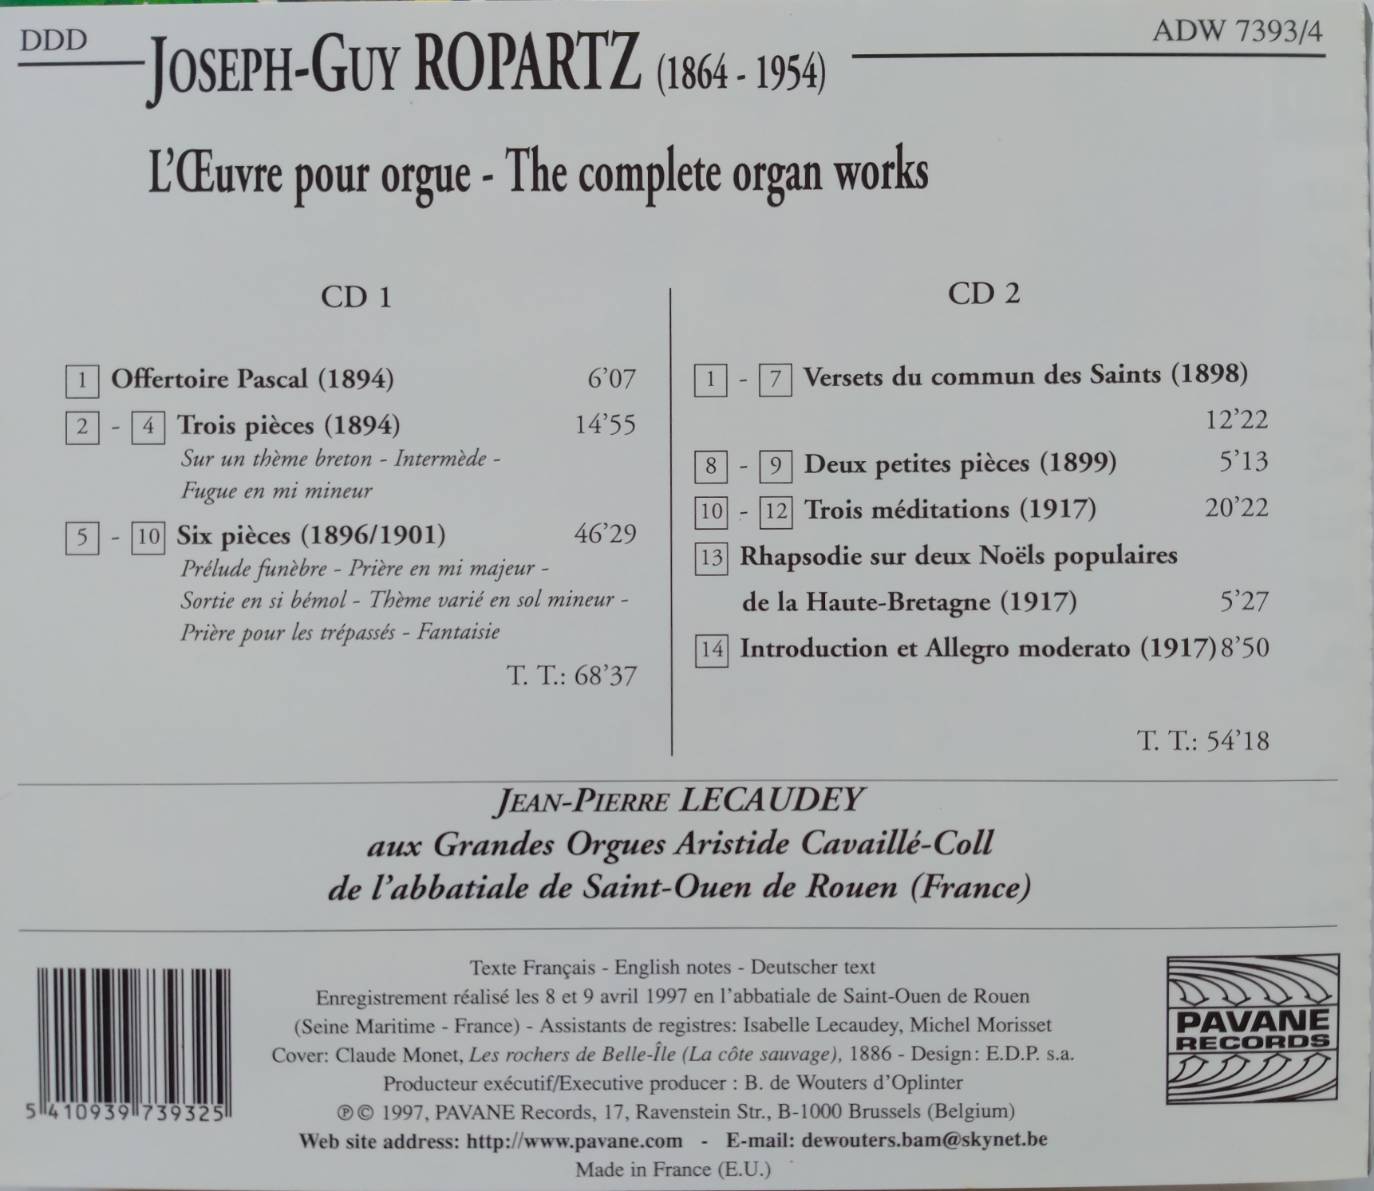 DDD
ADW 7393/4
JOSEPH-GUY ROPARTZ (1864 - 1954)
L'Œuvre pour orgue - The complete organ works
CD 1
1 Offertoire Pascal (1894) 6'07
2 - 4 Trois pièces (1894) 14'55
Sur un thème breton - Intermède -
Fugue en mi mineur
5 - 10 Six pièces (1896/1901) 46'29
Prélude funèbre - Prière en mi majeur -
Sortie en si bémol - Thème varié en sol mineur -
Prière pour les trépassés - Fantaisie
T. T.: 68'37
CD 2
1 - 7 Versets du commun des Saints (1898)
12'22
8 - 9 Deux petites pièces (1899) 5'13
10 - 12 Trois méditations (1917) 20'22
13 Rhapsodie sur deux Noëls populaires
de la Haute-Bretagne (1917) 5'27
14 Introduction et Allegro moderato (1917) 8'50
T. T.: 54'18
JEAN-PIERRE LECAUDEY
aux Grandes Orgues Aristide Cavaillé-Coll
de l'abbatiale de Saint-Ouen de Rouen (France)
Texte Français - English notes - Deutscher text
Enregistrement réalisé les 8 et 9 avril 1997 en l'abbatiale de Saint-Ouen de Rouen
(Seine Maritime - France) - Assistants de registres: Isabelle Lecaudey, Michel Morisset
Cover: Claude Monet, Les rochers de Belle-Île (La côte sauvage), 1886 - Design: E.D.P. s.a.
Producteur exécutif/Executive producer : B. de Wouters d'Oplinter
℗© 1997, PAVANE Records, 17, Ravenstein Str., B-1000 Brussels (Belgium)
Web site address: http://www.pavane.com - E-mail: dewouters.bam@skynet.be
Made in France (E.U.)
5 410939 739325
PAVANE
RECORDS